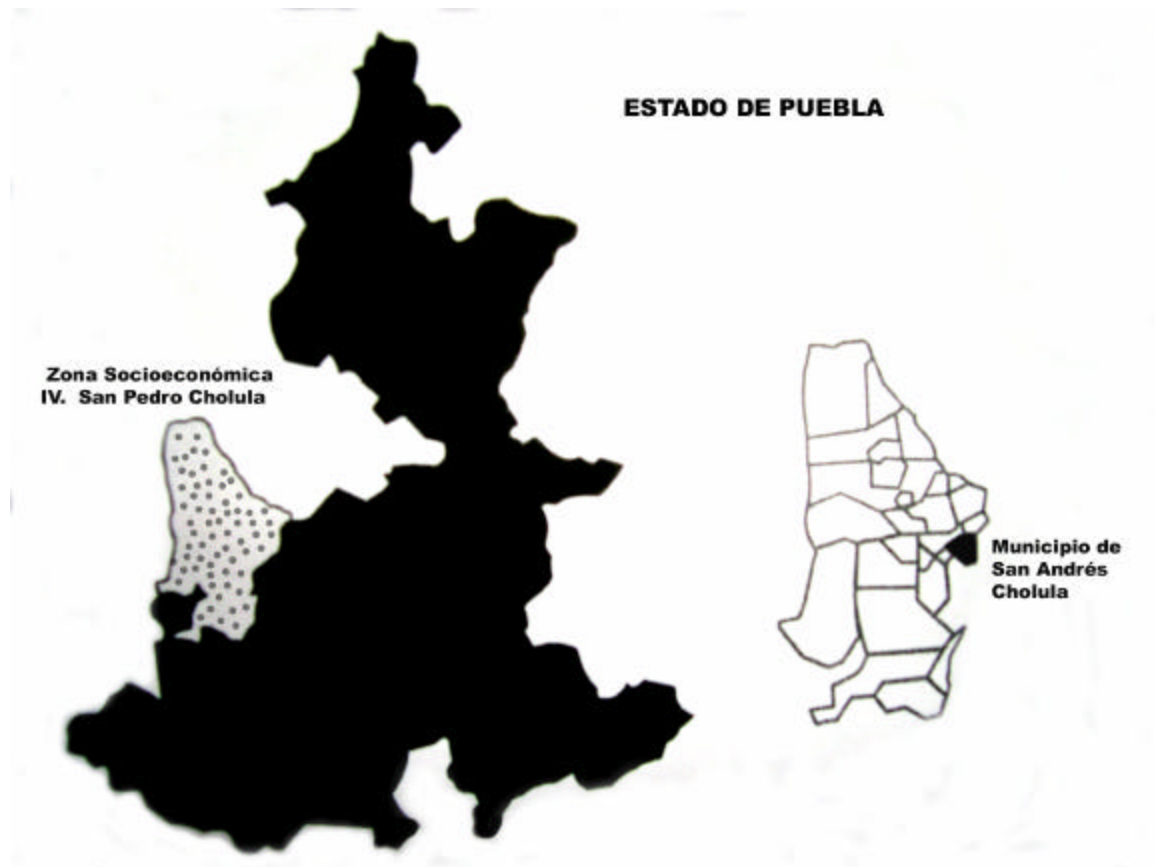 ESTADO DE PUEBLA
Zona Socioeconómica
IV. San Pedro Cholula
Municipio de
San Andrés
Cholula